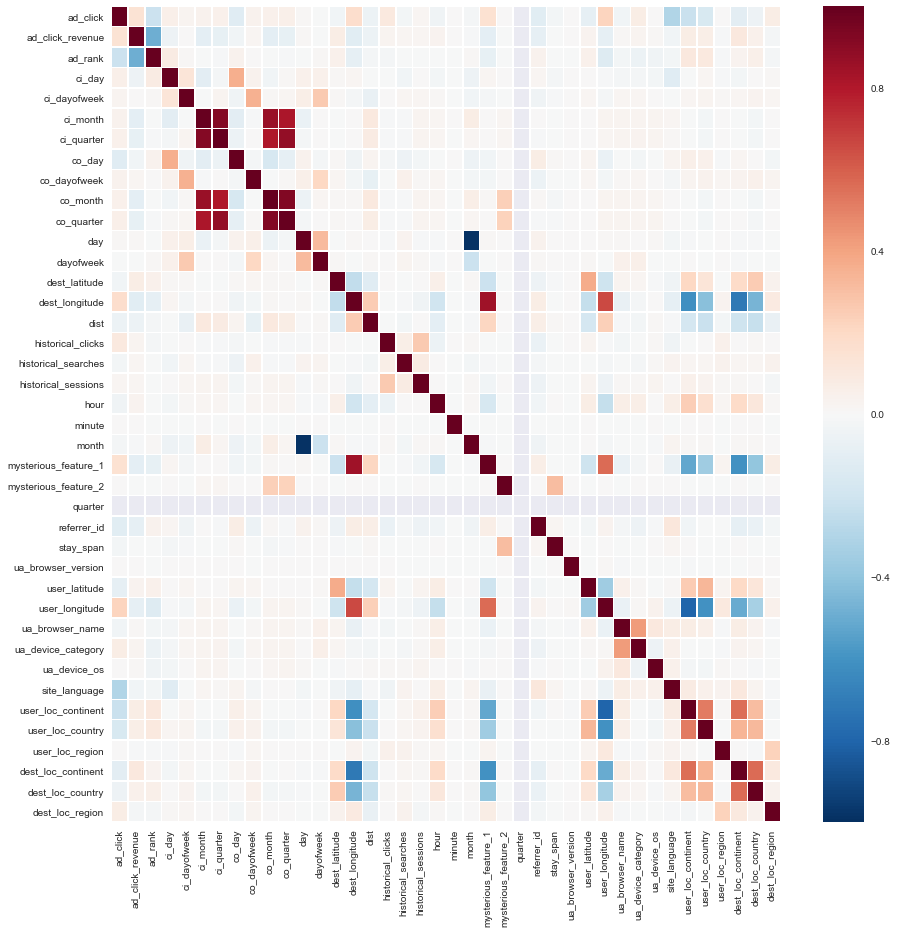 ad_click
ad_click_revenue
ad_rank
ci_day
ci_dayofweek
ci_month
ci_quarter
co_day
co_dayofweek
co_month
co_quarter
day
dayofweek
dest_latitude
dest_longitude
dist
historical_clicks
historical_searches
historical_sessions
hour
minute
month
mysterious_feature_1
mysterious_feature_2
quarter
referrer_id
stay_span
ua_browser_version
user_latitude
user_longitude
ua_browser_name
ua_device_category
ua_device_os
site_language
user_loc_continent
user_loc_country
user_loc_region
dest_loc_continent
dest_loc_country
dest_loc_region
ad_click
ad_click_revenue
ad_rank
ci_day
ci_dayofweek
ci_month
ci_quarter
co_day
co_dayofweek
co_month
co_quarter
day
dayofweek
dest_latitude
dest_longitude
dist
historical_clicks
historical_searches
historical_sessions
hour
minute
month
mysterious_feature_1
mysterious_feature_2
quarter
referrer_id
stay_span
ua_browser_version
user_latitude
user_longitude
ua_browser_name
ua_device_category
ua_device_os
site_language
user_loc_continent
user_loc_country
user_loc_region
dest_loc_continent
dest_loc_country
dest_loc_region
0.8
0.4
0.0
−0.4
−0.8